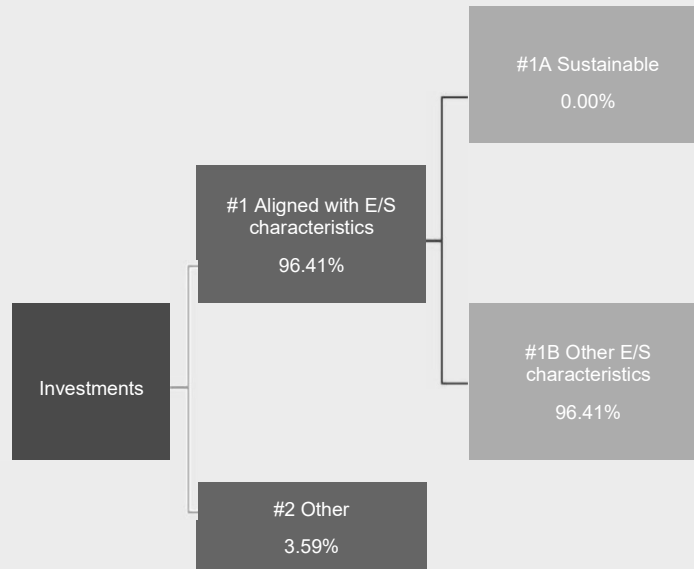 Investments
#1 Aligned with E/S
characteristics
96.41%
#2 Other
3.59%
#1A Sustainable
0.00%
#1B Other E/S
characteristics
96.41%